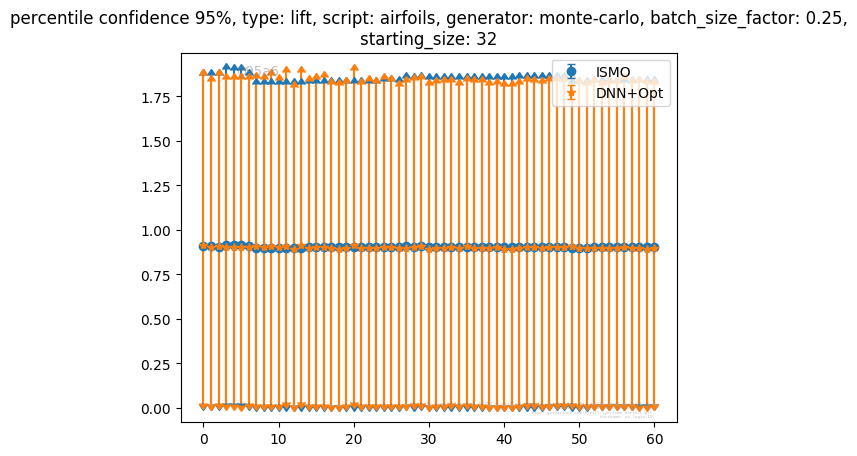 percentile confidence 95%, type: lift, script: airfoils, generator: monte-carlo, batch_size_factor: 0.25,
starting_size: 32
ISMO
DNN+Opt
1.75
1.50
1.25
1.00
0.75
0.50
0.25
0.00
0 10 20 30 40 50 60